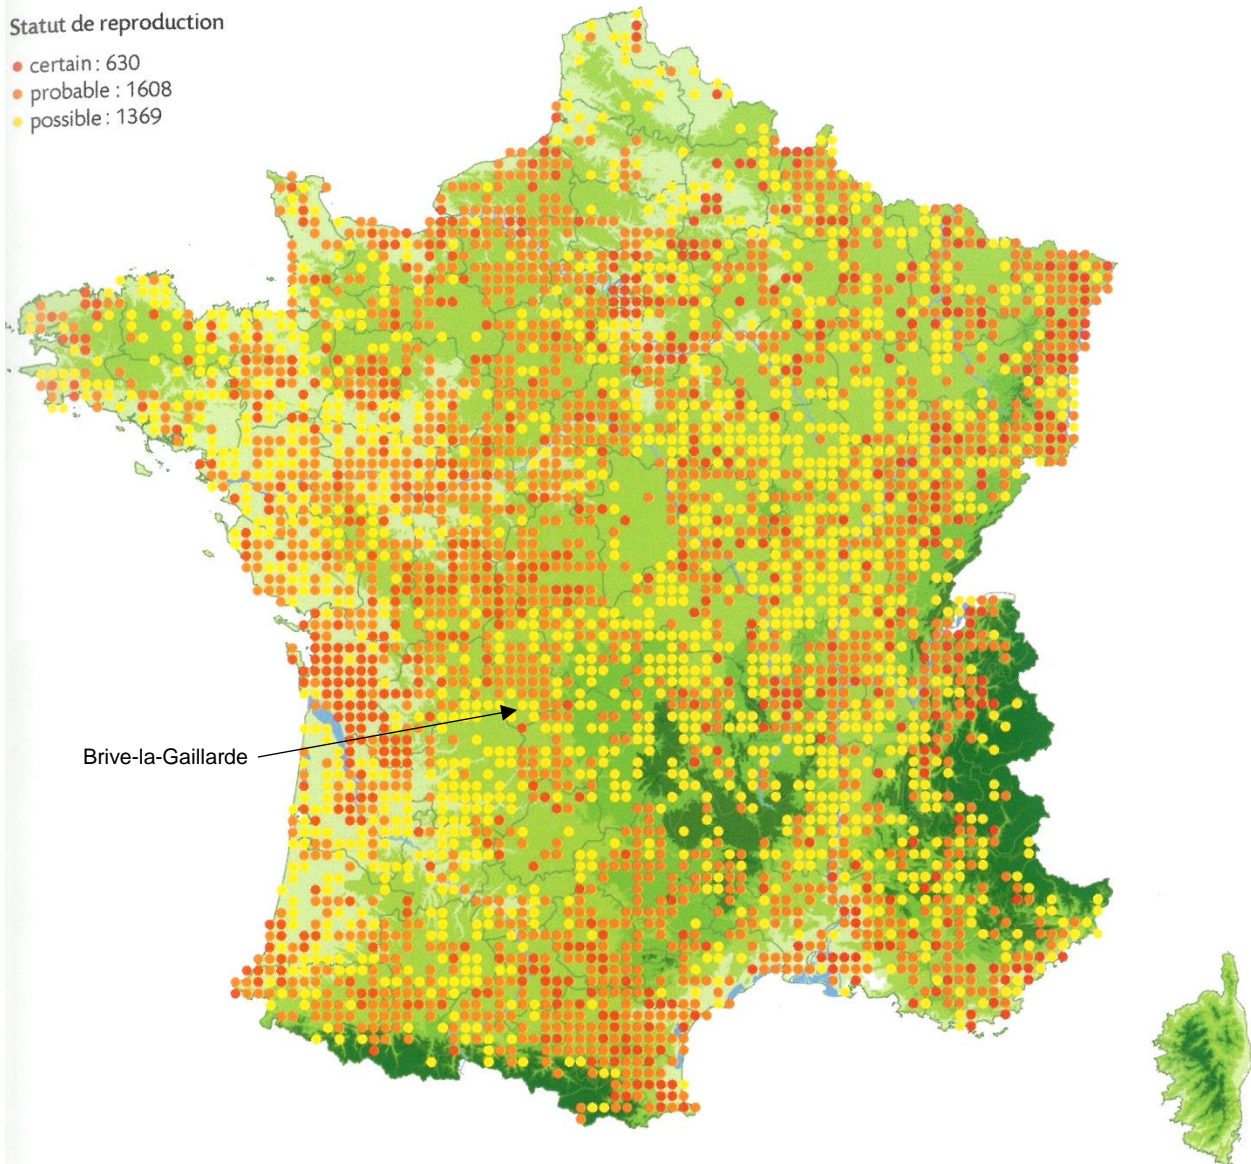 Statut de reproduction
certain : 630
probable : 1608
possible : 1369
Brive-la-Gaillarde